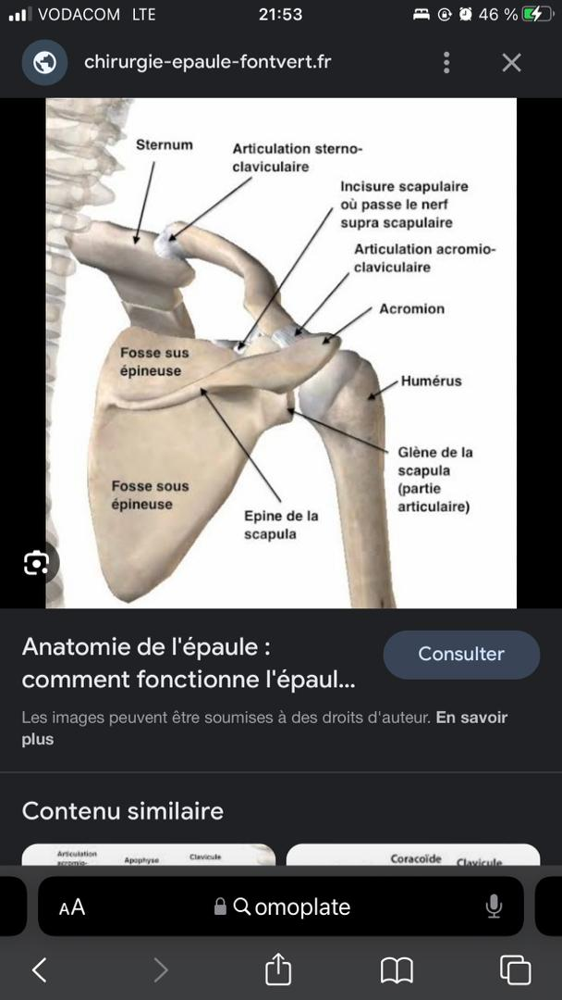 VODACOM LTE 21:53 46 %
chirurgie-epaule-fontvert.fr
Sternum
Articulation sterno-
claviculaire
Incisure scapulaire
où passe le nerf
supra scapulaire
Articulation acromio-
claviculaire
Acromion
Fosse sus
épineuse
Humérus
Glène de la
scapula
(partie
articulaire)
Fosse sous
épineuse
Epine de la
scapula
Anatomie de l'épaule :
comment fonctionne l'épaul...
Consulter
Les images peuvent être soumises à des droits d'auteur. En savoir
plus
Contenu similaire
Articulation
acromio-
Apophyse
Clavicule
Coracoïde
Clavicule
AA omoplate